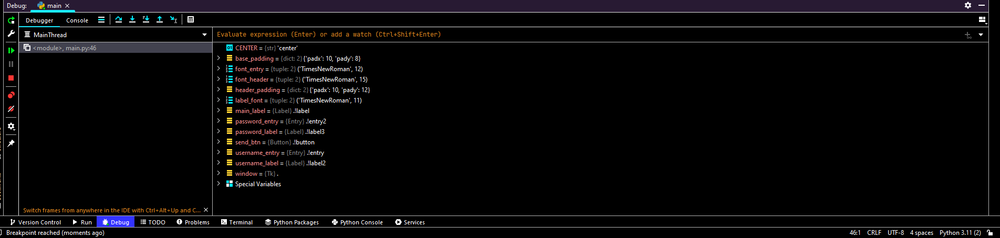 Debug: main
Debugger Console
MainThread
Evaluate expression (Enter) or add a watch (Ctrl+Shift+Enter)
<module>, main.py:46
CENTER = {str} 'center'
base_padding = {dict: 2} {'padx': 10, 'pady': 8}
font_entry = {tuple: 2} ('TimesNewRoman', 12)
font_header = {tuple: 2} ('TimesNewRoman', 15)
header_padding = {dict: 2} {'padx': 10, 'pady': 12}
label_font = {tuple: 2} ('TimesNewRoman', 11)
main_label = {Label} .!label
password_entry = {Entry} .!entry2
password_label = {Label} .!label3
send_btn = {Button} .!button
username_entry = {Entry} .!entry
username_label = {Label} .!label2
window = {Tk} .
Special Variables
Switch frames from anywhere in the IDE with Ctrl+Alt+Up and C...
Version Control Run Debug TODO Problems Terminal Python Packages Python Console Services
Breakpoint reached (moments ago) 46:1 CRLF UTF-8 4 spaces Python 3.11 (2)